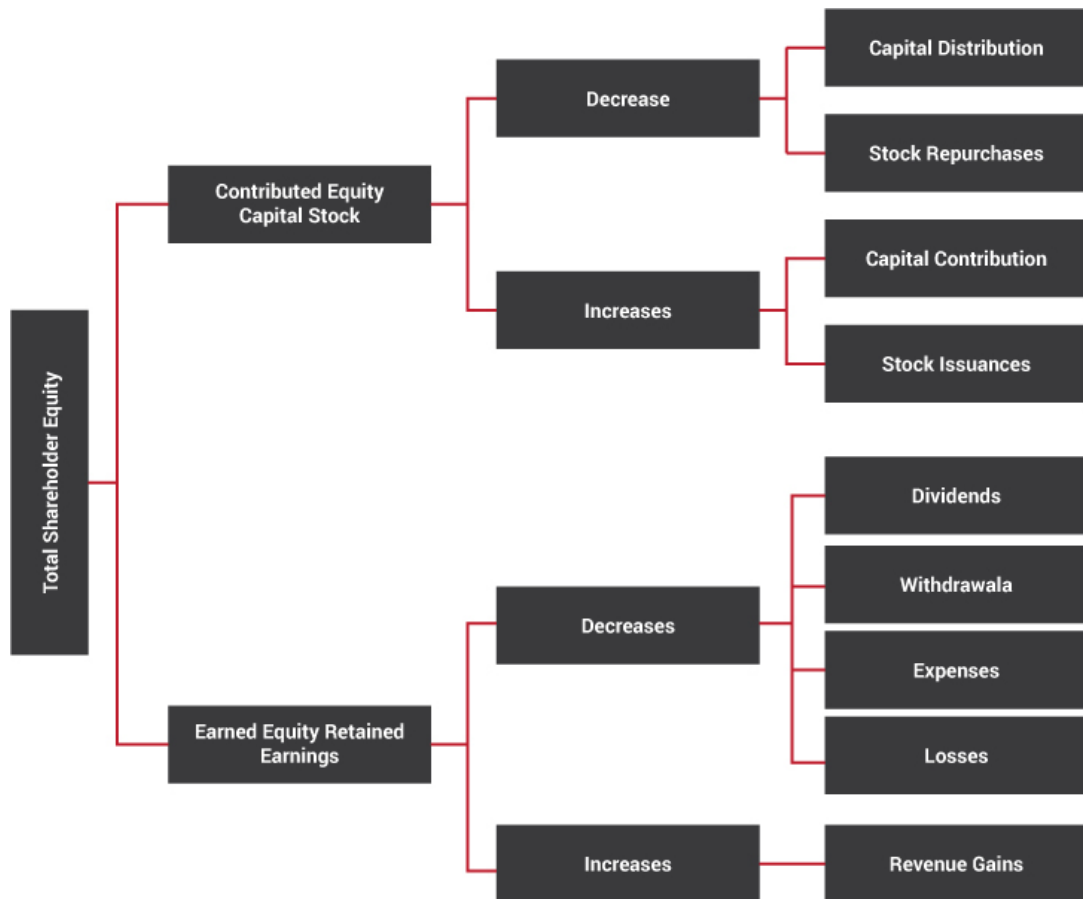 Total Shareholder Equity
Contributed Equity
Capital Stock
Decrease
Capital Distribution
Stock Repurchases
Increases
Capital Contribution
Stock Issuances
Earned Equity Retained
Earnings
Decreases
Dividends
Withdrawala
Expenses
Losses
Increases
Revenue Gains